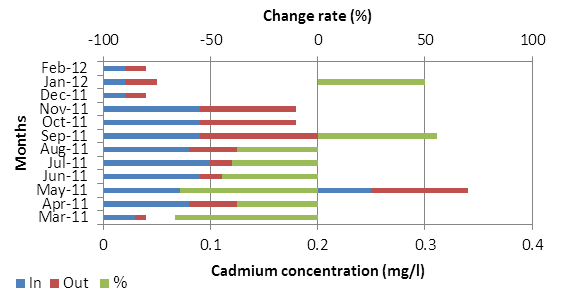 Change rate (%)
-100 -50 0 50 100
Months
Feb-12
Jan-12
Dec-11
Nov-11
Oct-11
Sep-11
Aug-11
Jul-11
Jun-11
May-11
Apr-11
Mar-11
0 0.1 0.2 0.3 0.4
Cadmium concentration (mg/l)
In Out %